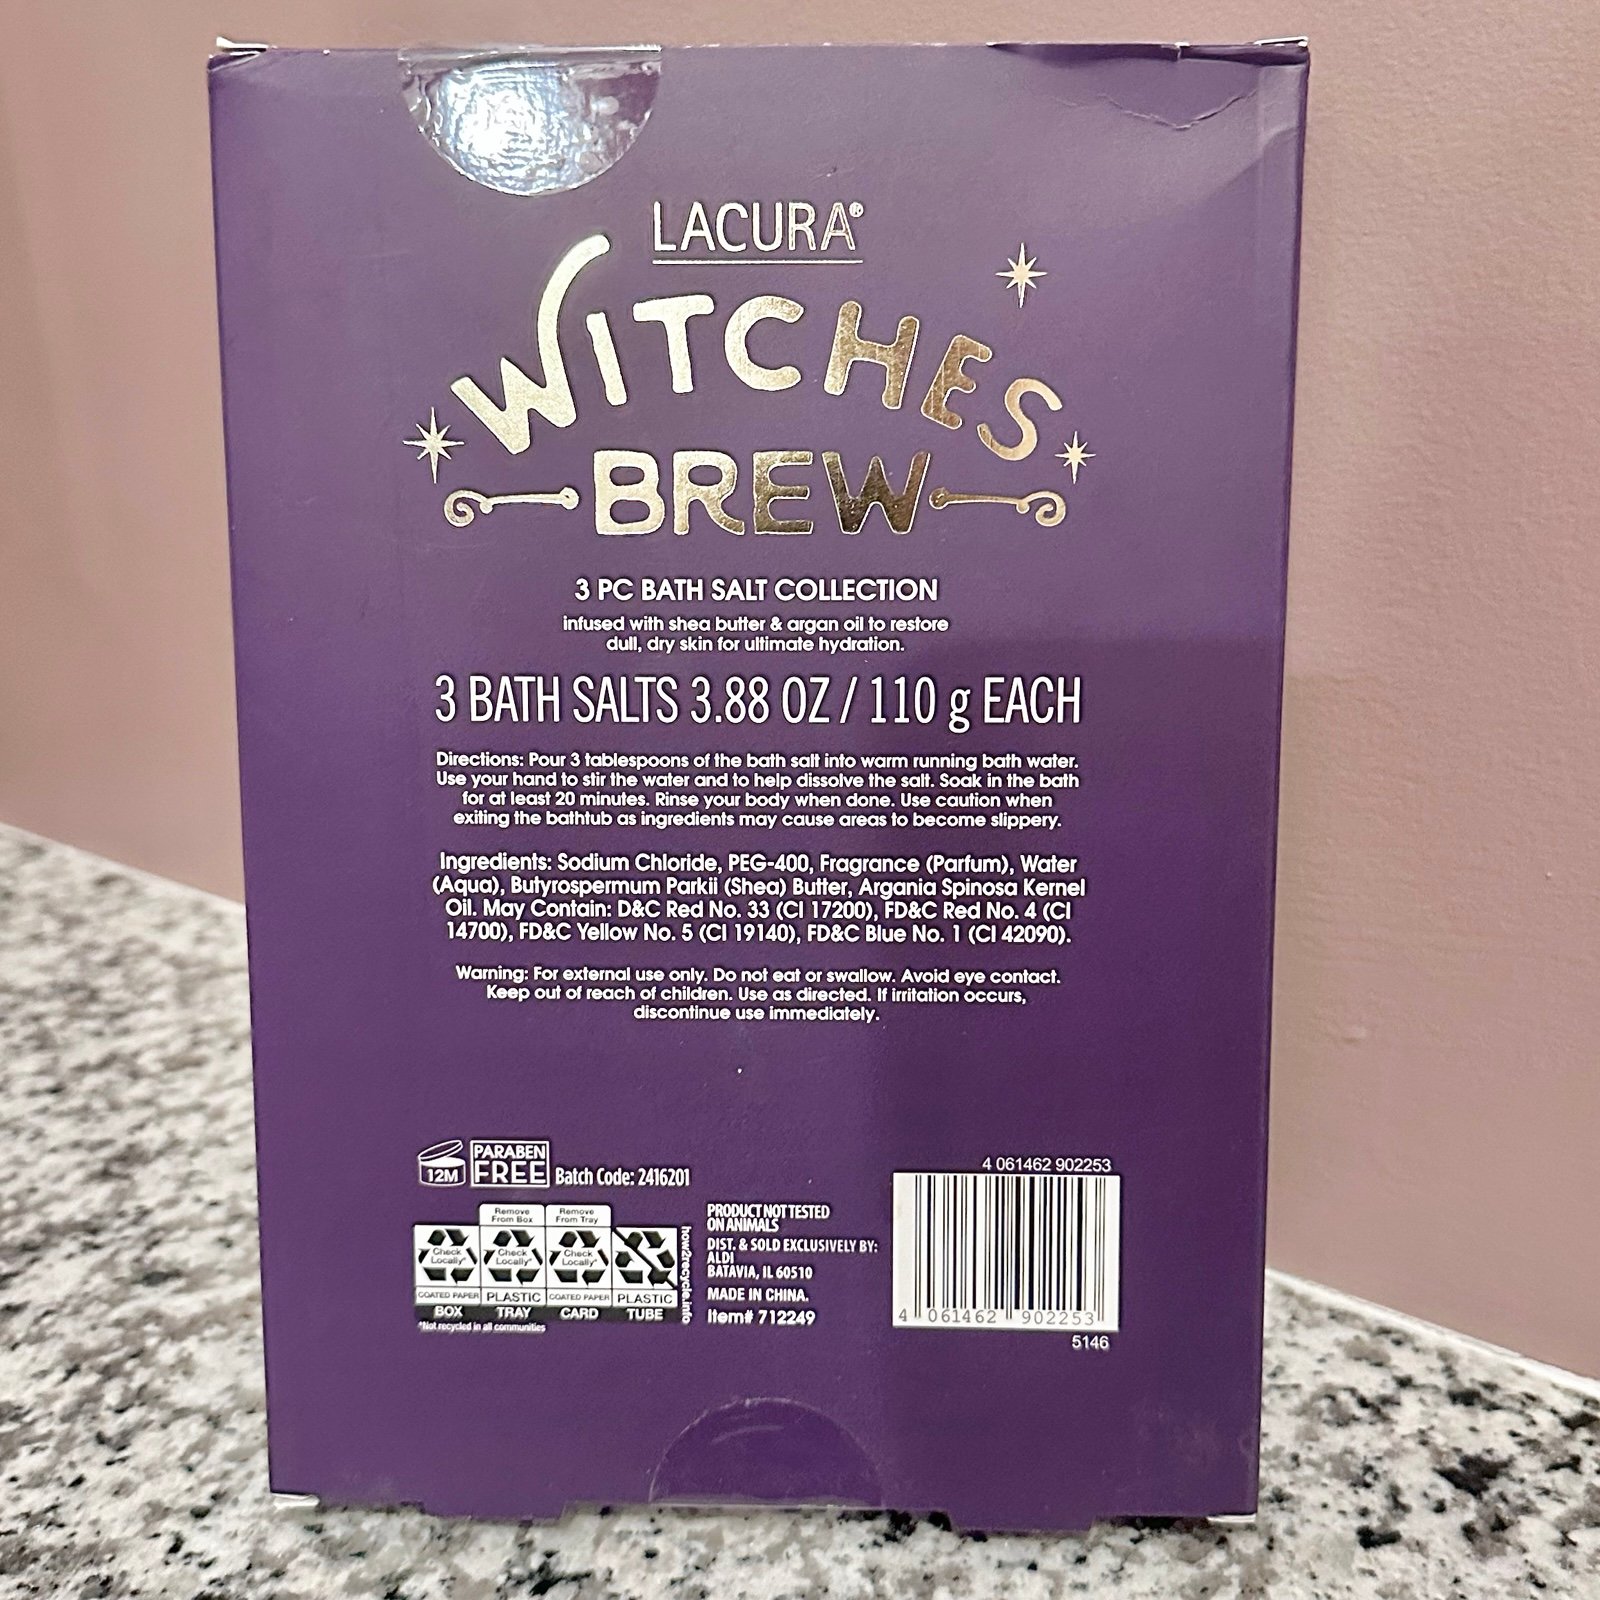 LACURA®
WITCHES
BREW
3 PC BATH SALT COLLECTION
infused with shea butter & argan oil to restore
dull, dry skin for ultimate hydration.
3 BATH SALTS 3.88 OZ / 110 g EACH
Directions: Pour 3 tablespoons of the bath salt into warm running bath water.
Use your hand to stir the water and to help dissolve the salt. Soak in the bath
for at least 20 minutes. Rinse your body when done. Use caution when
exiting the bathtub as ingredients may cause areas to become slippery.
Ingredients: Sodium Chloride, PEG-400, Fragrance (Parfum), Water
(Aqua), Butyrospermum Parkii (Shea) Butter, Argania Spinosa Kernel
Oil. May Contain: D&C Red No. 33 (CI 17200), FD&C Red No. 4 (CI
14700), FD&C Yellow No. 5 (CI 19140), FD&C Blue No. 1 (CI 42090).
Warning: For external use only. Do not eat or swallow. Avoid eye contact.
Keep out of reach of children. Use as directed. If irritation occurs,
discontinue use immediately.
12M
PARABEN
FREE
Batch Code: 2416201
Remove
From Box
Remove
From Tray
Check
Locally*
Check
Locally*
Check
Locally*
COATED PAPER
PLASTIC
COATED PAPER
PLASTIC
BOX
TRAY
CARD
TUBE
*Not recycled in all communities
how2recycle.info
PRODUCT NOT TESTED
ON ANIMALS
DIST. & SOLD EXCLUSIVELY BY:
ALDI
BATAVIA, IL 60510
MADE IN CHINA.
Item# 712249
4 061462 902253
4 061462 902253
5146